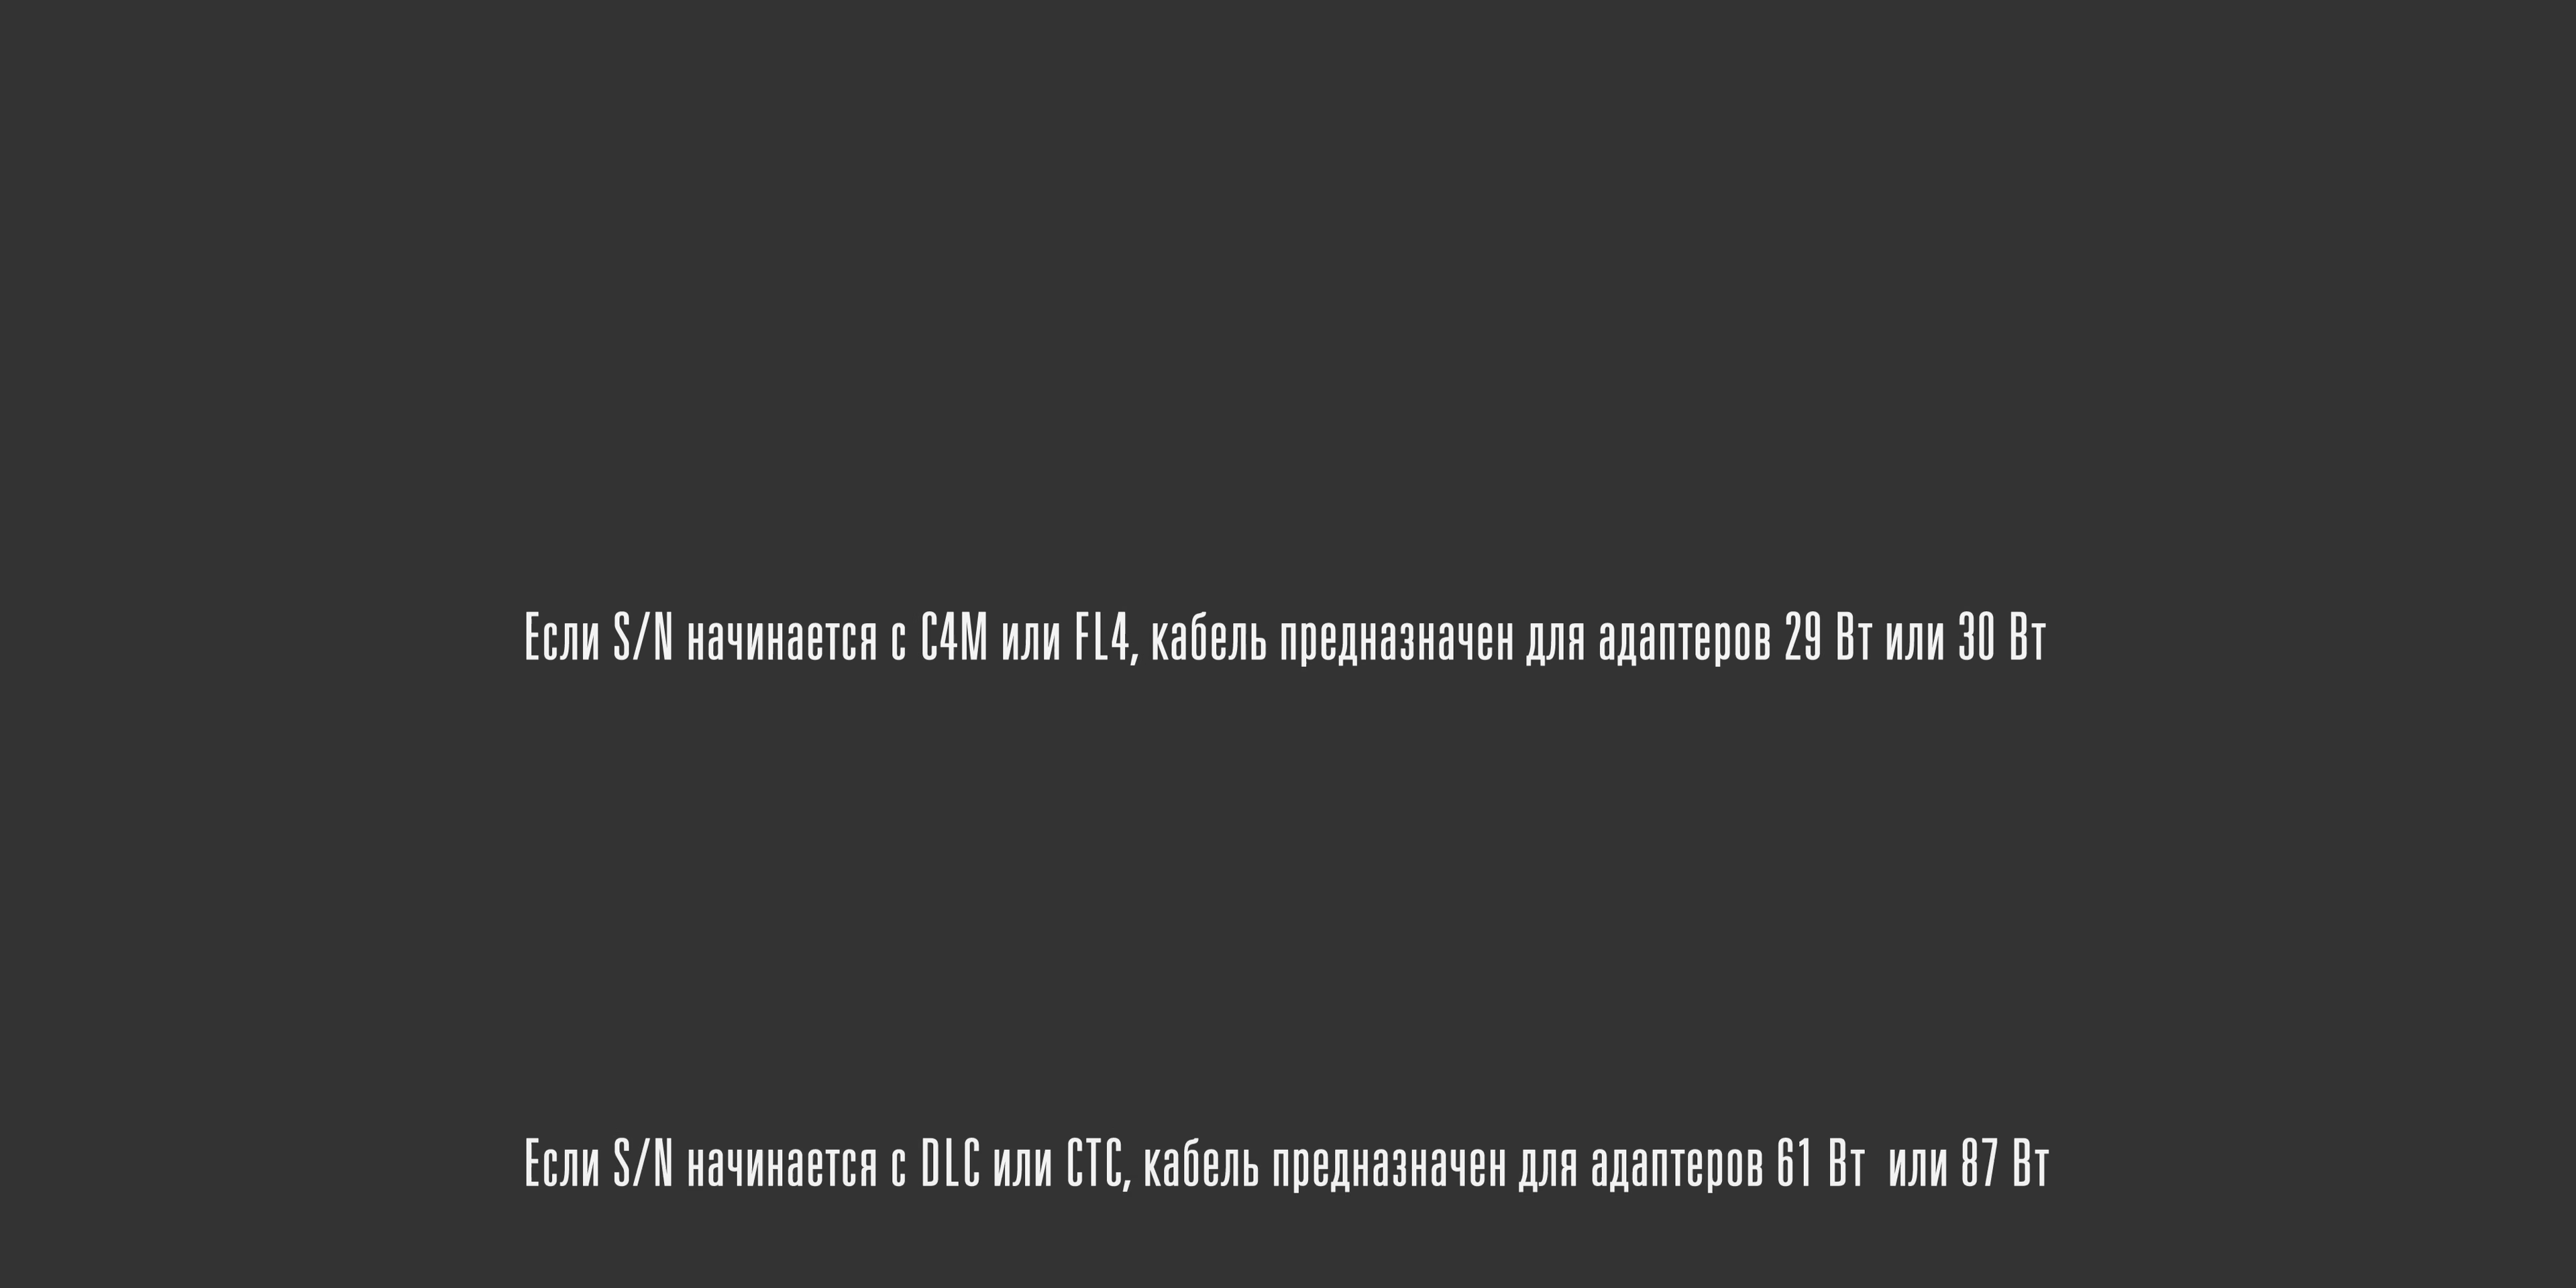 Если S/N начинается с C4M или FL4, кабель предназначен для адаптеров 29 Вт или 30 Вт
Если S/N начинается с DLC или CTC, кабель предназначен для адаптеров 61 Вт  или 87 Вт